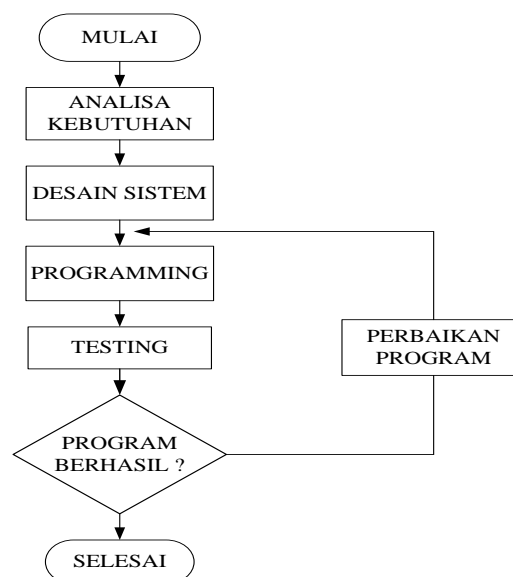 MULAI
ANALISA
KEBUTUHAN
DESAIN SISTEM
PROGRAMMING
TESTING
PERBAIKAN
PROGRAM
PROGRAM
BERHASIL ?
SELESAI